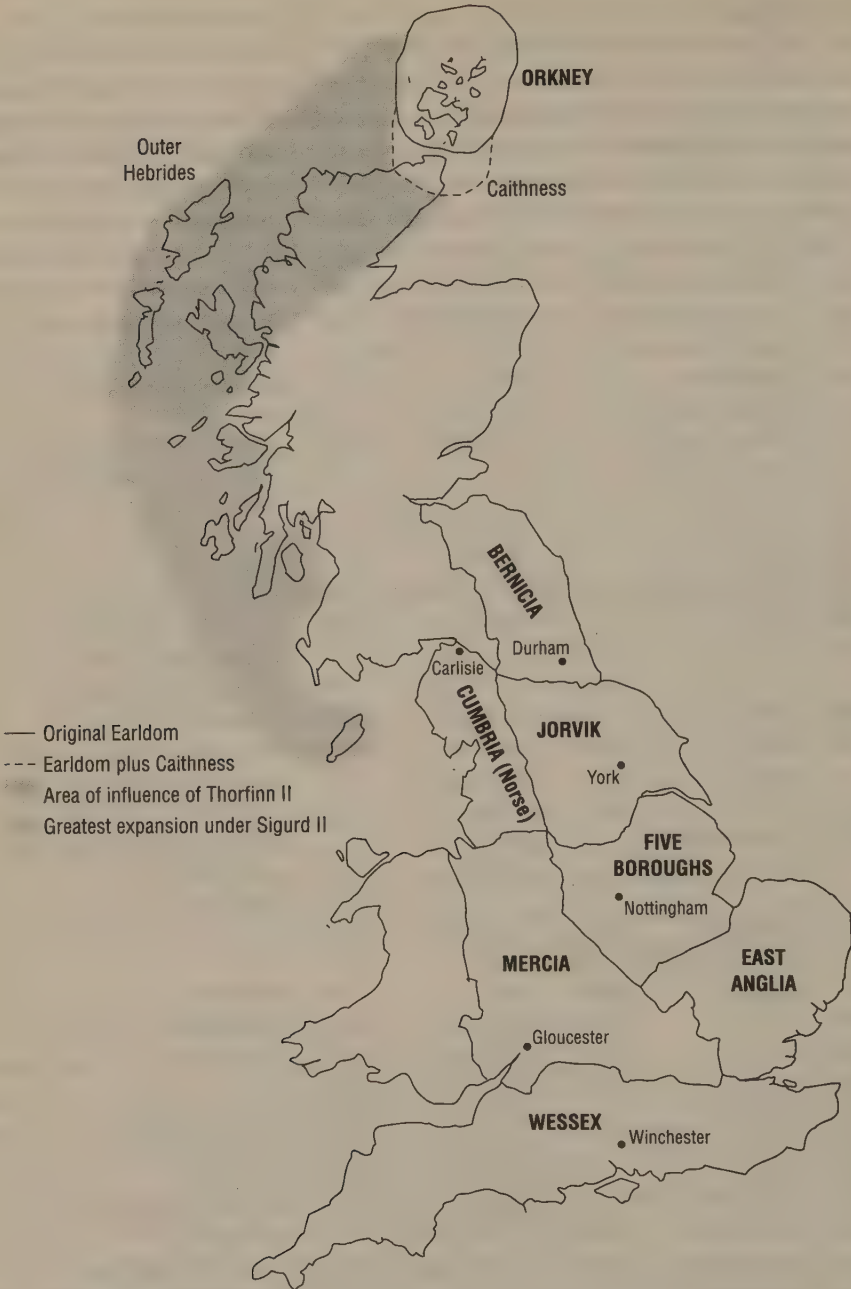 ORKNEY
Outer
Hebrides
Caithness
BERNICIA
Durham
Carlisie
CUMBRIA (Norse)
JORVIK
York
Original Earldom
Earldom plus Caithness
Area of influence of Thorfinn II
Greatest expansion under Sigurd II
FIVE
BOROUGHS
Nottingham
MERCIA
EAST
ANGLIA
Gloucester
WESSEX
Winchester